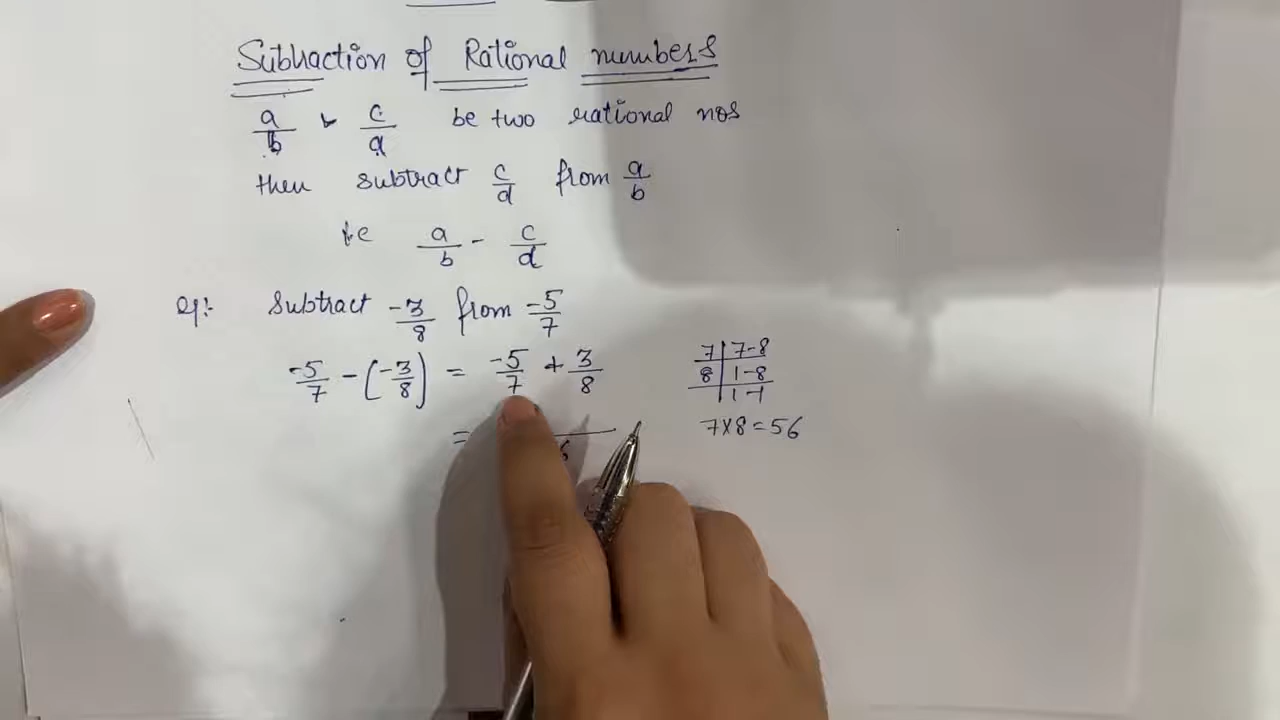 Subtraction of Rational numbers
a/b & c/d be two rational nos
then subtract c/d from a/b
ie a/b - c/d
eg:- Subtract -3/8 from -5/7
-5/7 - (-3/8) = -5/7 + 3/8
=
7 | 7-8
8 | 1-8
1-1
7×8=56